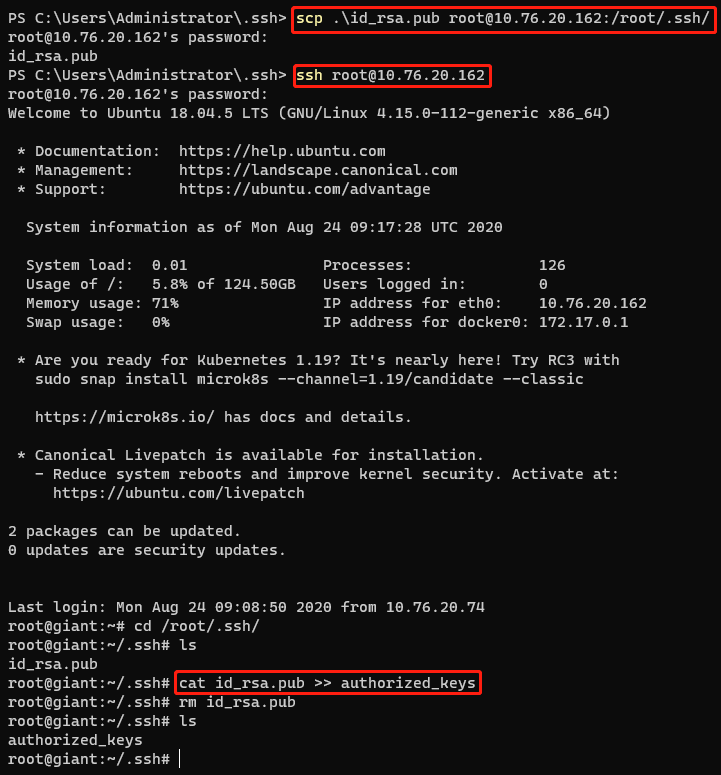 PS C:\Users\Administrator\.ssh> scp .\id_rsa.pub root@10.76.20.162:/root/.ssh/
root@10.76.20.162's password:
id_rsa.pub
PS C:\Users\Administrator\.ssh> ssh root@10.76.20.162
root@10.76.20.162's password:
Welcome to Ubuntu 18.04.5 LTS (GNU/Linux 4.15.0-112-generic x86_64)
* Documentation:  https://help.ubuntu.com
* Management:     https://landscape.canonical.com
* Support:        https://ubuntu.com/advantage
System information as of Mon Aug 24 09:17:28 UTC 2020
System load:  0.01                Processes:              126
Usage of /:   5.8% of 124.50GB   Users logged in:        0
Memory usage: 71%                IP address for eth0:    10.76.20.162
Swap usage:   0%                 IP address for docker0: 172.17.0.1
* Are you ready for Kubernetes 1.19? It's nearly here! Try RC3 with
sudo snap install microk8s --channel=1.19/candidate --classic
https://microk8s.io/ has docs and details.
* Canonical Livepatch is available for installation.
- Reduce system reboots and improve kernel security. Activate at:
https://ubuntu.com/livepatch
2 packages can be updated.
0 updates are security updates.
Last login: Mon Aug 24 09:08:50 2020 from 10.76.20.74
root@giant:~# cd /root/.ssh/
root@giant:~/.ssh# ls
id_rsa.pub
root@giant:~/.ssh# cat id_rsa.pub >> authorized_keys
root@giant:~/.ssh# rm id_rsa.pub
root@giant:~/.ssh# ls
authorized_keys
root@giant:~/.ssh#